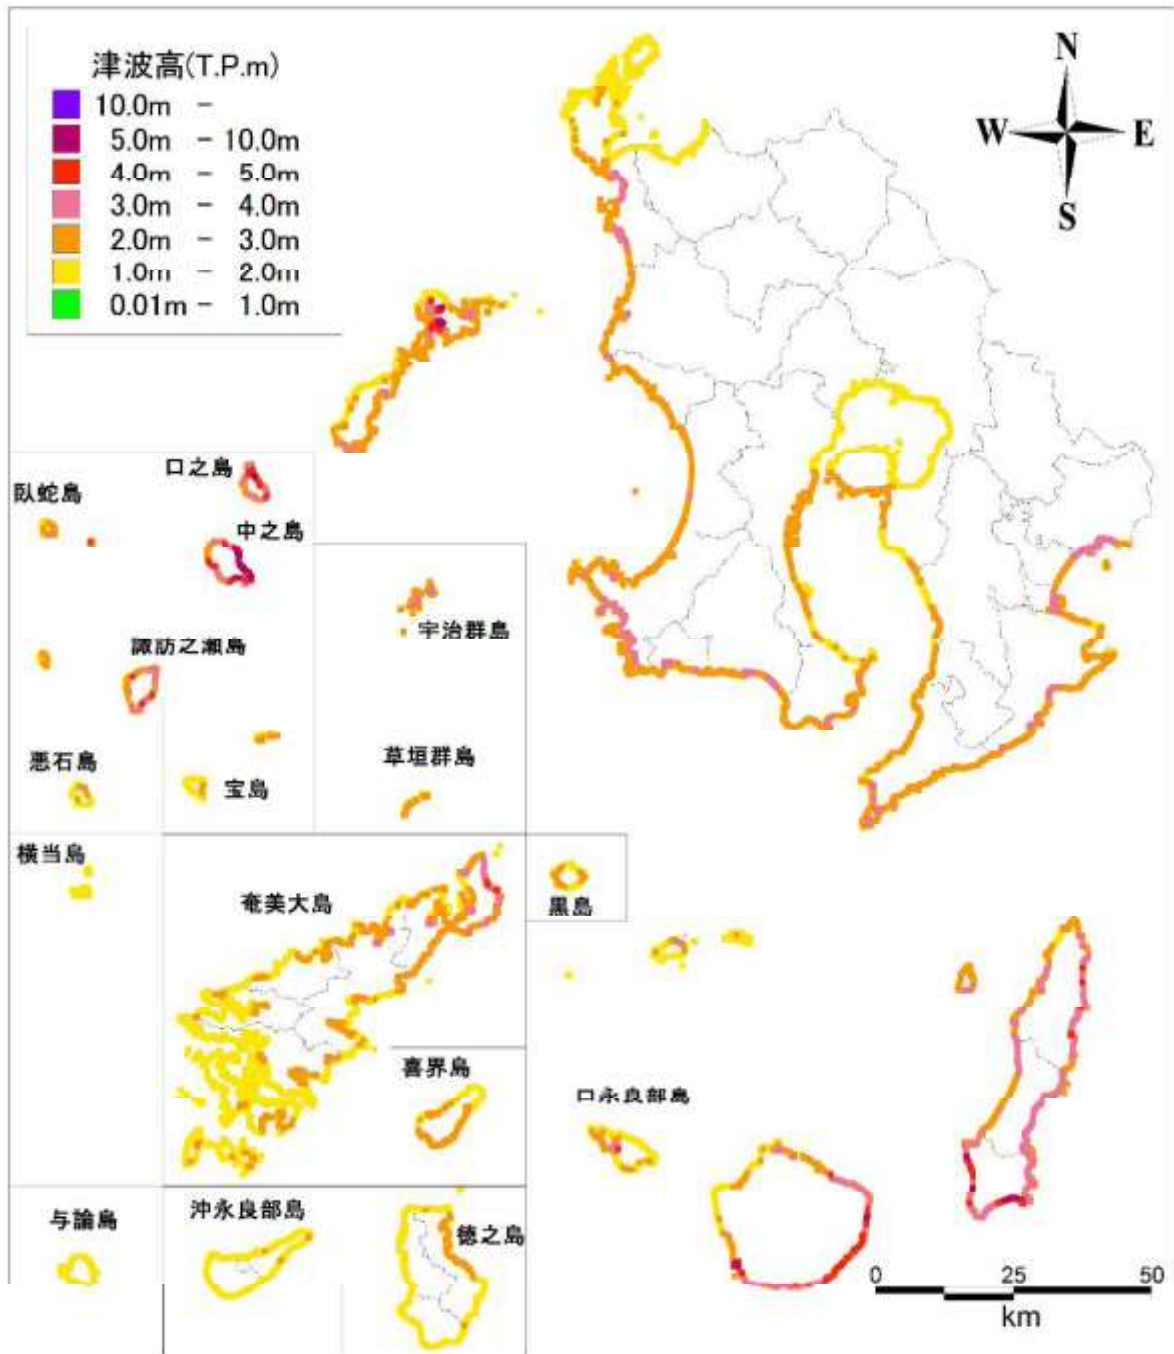 津波高(T.P.m)
10.0m -
5.0m - 10.0m
4.0m - 5.0m
3.0m - 4.0m
2.0m - 3.0m
1.0m - 2.0m
0.01m - 1.0m
N
W E
S
口之島
臥蛇島
中之島
宇治群島
諏訪之瀬島
悪石島
宝島
草垣群島
横当島
奄美大島
黒島
喜界島
口永良部島
与論島
沖永良部島
徳之島
0 25 50
km